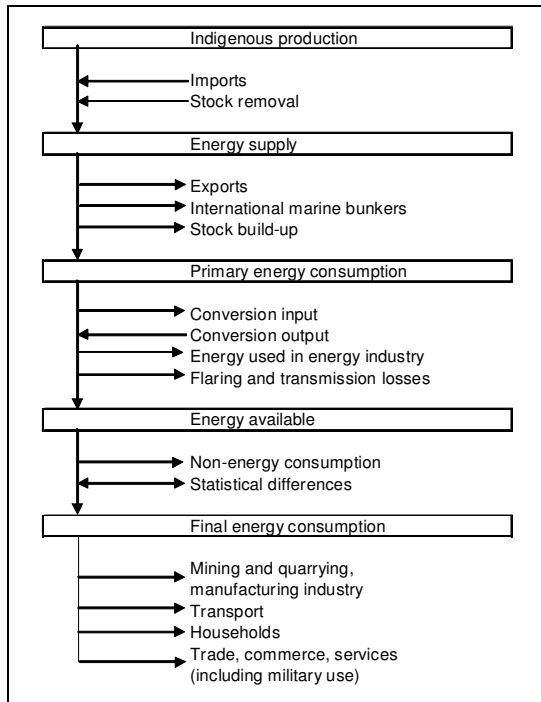 Indigenous production
Imports
Stock removal
Energy supply
Exports
International marine bunkers
Stock build-up
Primary energy consumption
Conversion input
Conversion output
Energy used in energy industry
Flaring and transmission losses
Energy available
Non-energy consumption
Statistical differences
Final energy consumption
Mining and quarrying,
manufacturing industry
Transport
Households
Trade, commerce, services
(including military use)